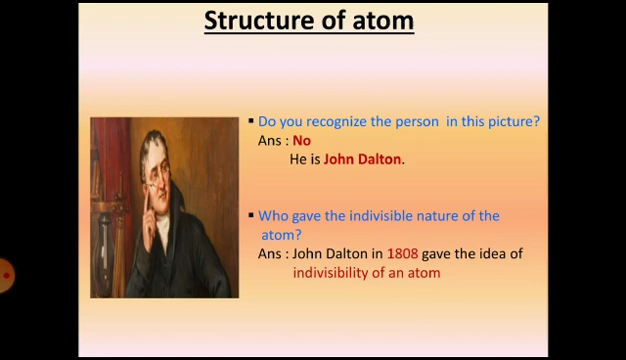 Structure of atom
▪ Do you recognize the person in this picture?
Ans : No
He is John Dalton.
▪ Who gave the indivisible nature of the
atom?
Ans : John Dalton in 1808 gave the idea of
indivisibility of an atom